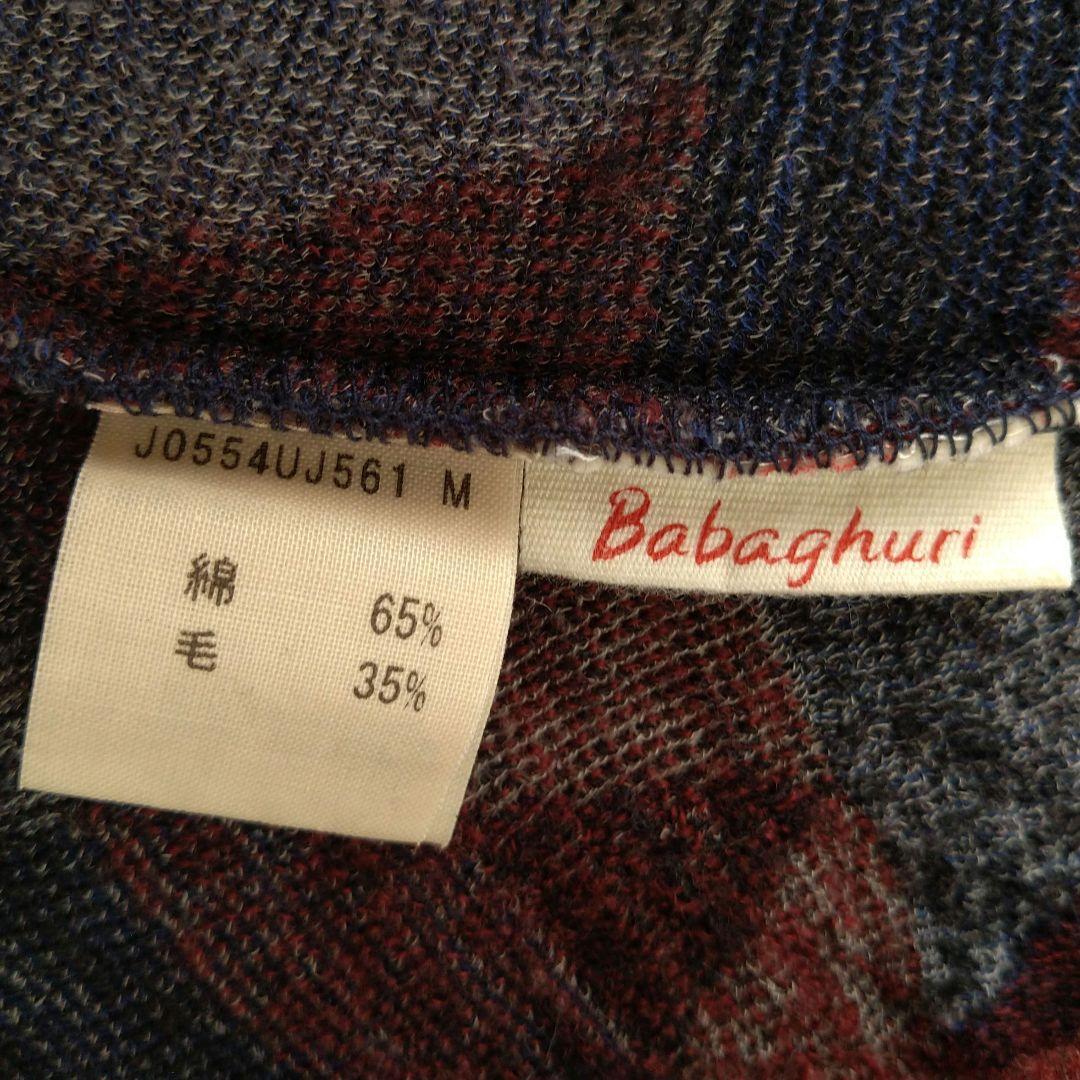 J0554UJ561 M
綿 65%
毛 35%
Babaghuri